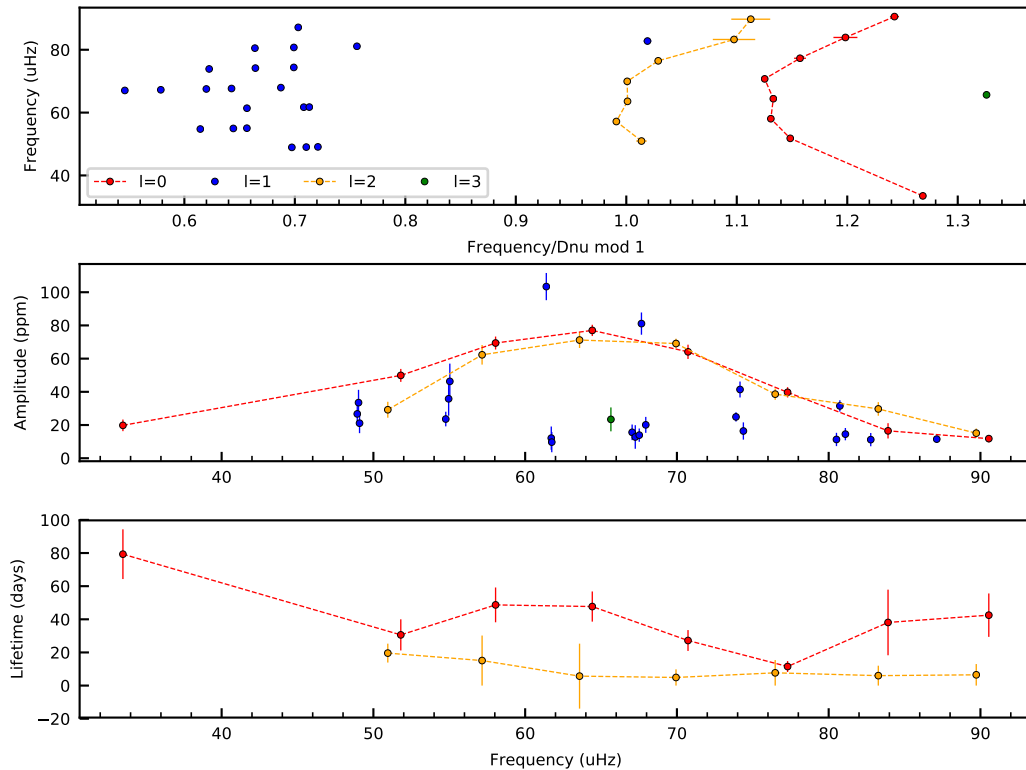 Frequency (uHz)
80
60
40
l=0 l=1 l=2 l=3
0.6 0.7 0.8 0.9 1.0 1.1 1.2 1.3
Frequency/Dnu mod 1
Amplitude (ppm)
100
80
60
40
20
0
40 50 60 70 80 90
Lifetime (days)
100
80
60
40
20
0
−20
40 50 60 70 80 90
Frequency (uHz)